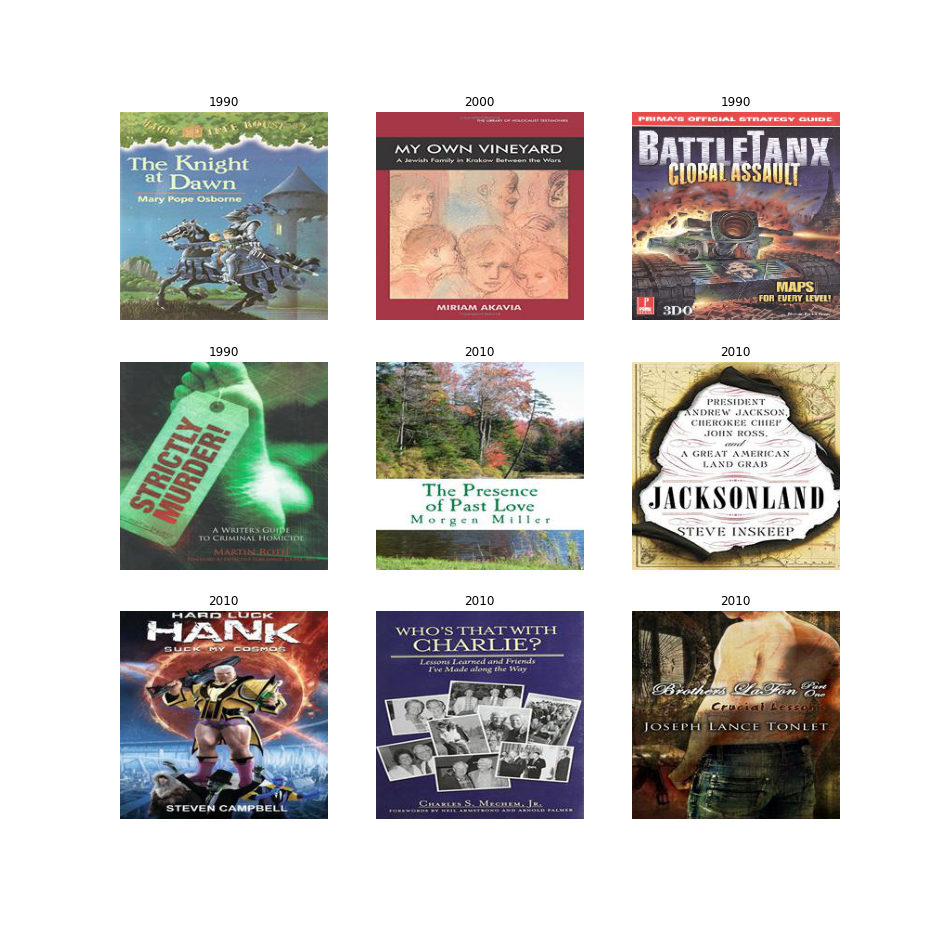 1990
2000
1990
MAGIC TREE HOUSE
The Knight
at Dawn
Mary Pope Osborne
THE LIBRARY OF HOLOCAUST TESTIMONIES
MY OWN VINEYARD
A Jewish Family in Krakow Between the Wars
MIRIAM AKAVIA
PRIMA'S OFFICIAL STRATEGY GUIDE
BATTLETANX
GLOBAL ASSAULT
MAPS
FOR EVERY LEVEL!
P
PRIMA
3DO
1990
2010
2010
STRICTLY
MURDER!
A WRITER'S GUIDE
TO CRIMINAL HOMICIDE
MARTIN ROTH
The Presence
of Past Love
Morgen Miller
PRESIDENT
ANDREW JACKSON,
CHEROKEE CHIEF
JOHN ROSS,
and
A GREAT AMERICAN
LAND GRAB
JACKSONLAND
STEVE INSKEEP
2010
2010
2010
HARD LUCK
HANK
SUCK MY COSMOS
STEVEN CAMPBELL
WHO'S THAT WITH
CHARLIE?
Lessons Learned and Friends
I've Made along the Way
CHARLES S. MECHEM, JR.
FOREWORDS BY NEIL ARMSTRONG AND ARNOLD PALMER
Brothers LaFon Part
One
Crucial Lessons
JOSEPH LANCE TONLET